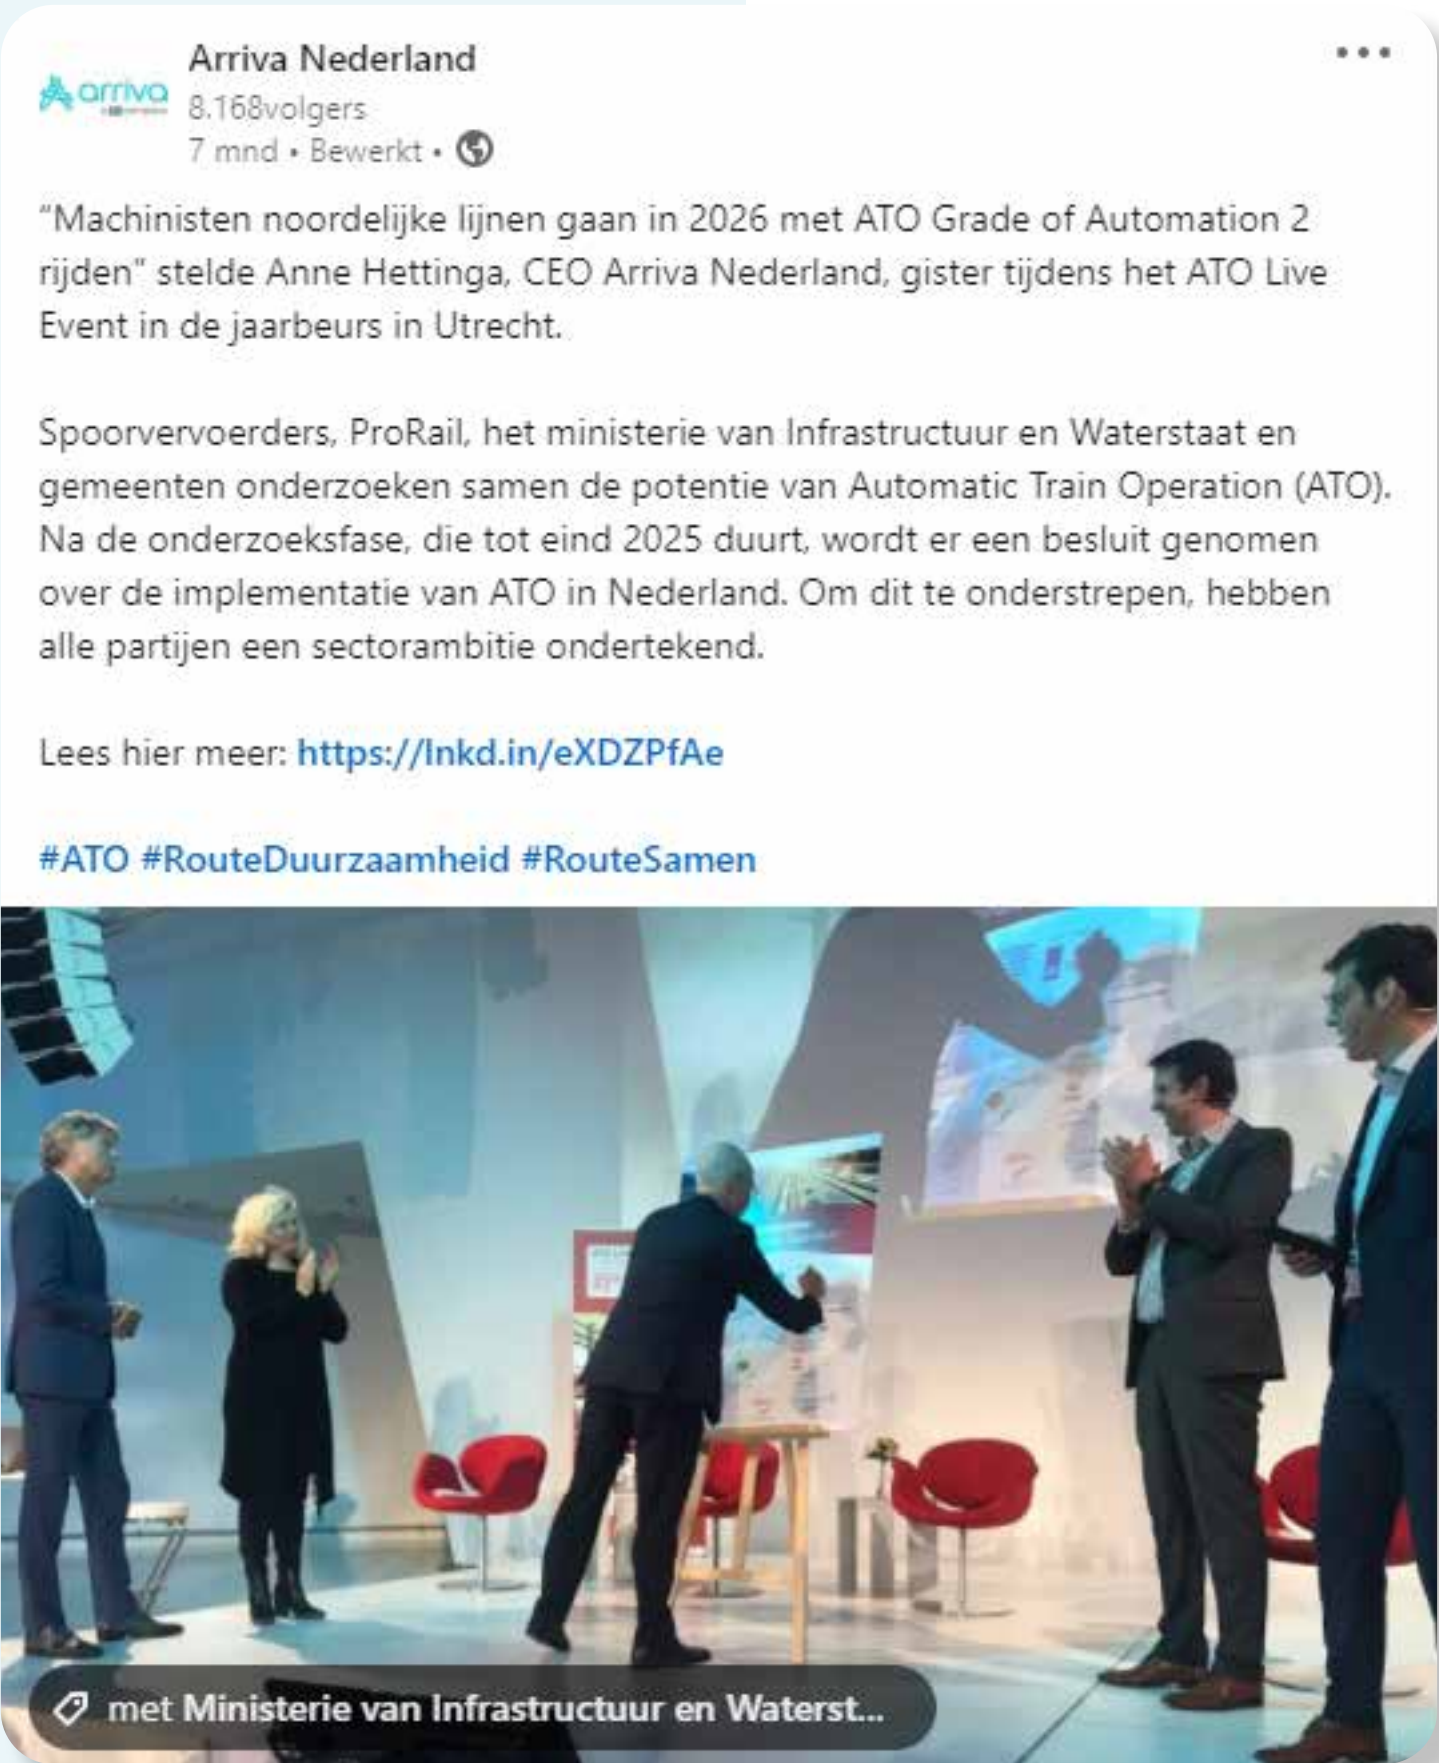 Arriva Nederland
arriva
8.168volgers
7 mnd • Bewerkt •
“Machinisten noordelijke lijnen gaan in 2026 met ATO Grade of Automation 2
rijden” stelde Anne Hettinga, CEO Arriva Nederland, gister tijdens het ATO Live
Event in de jaarbeurs in Utrecht.
Spoorvervoerders, ProRail, het ministerie van Infrastructuur en Waterstaat en
gemeenten onderzoeken samen de potentie van Automatic Train Operation (ATO).
Na de onderzoeksfase, die tot eind 2025 duurt, wordt er een besluit genomen
over de implementatie van ATO in Nederland. Om dit te onderstrepen, hebben
alle partijen een sectorambitie ondertekend.
Lees hier meer: https://lnkd.in/eXDZPfAe
#ATO #RouteDuurzaamheid #RouteSamen
met Ministerie van Infrastructuur en Waterst...